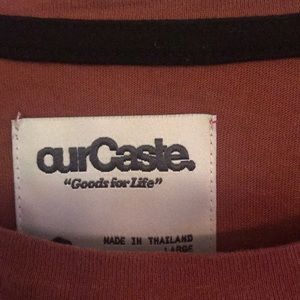 ourCaste.
"Goods for Life"
MADE IN THAILAND
LARGE